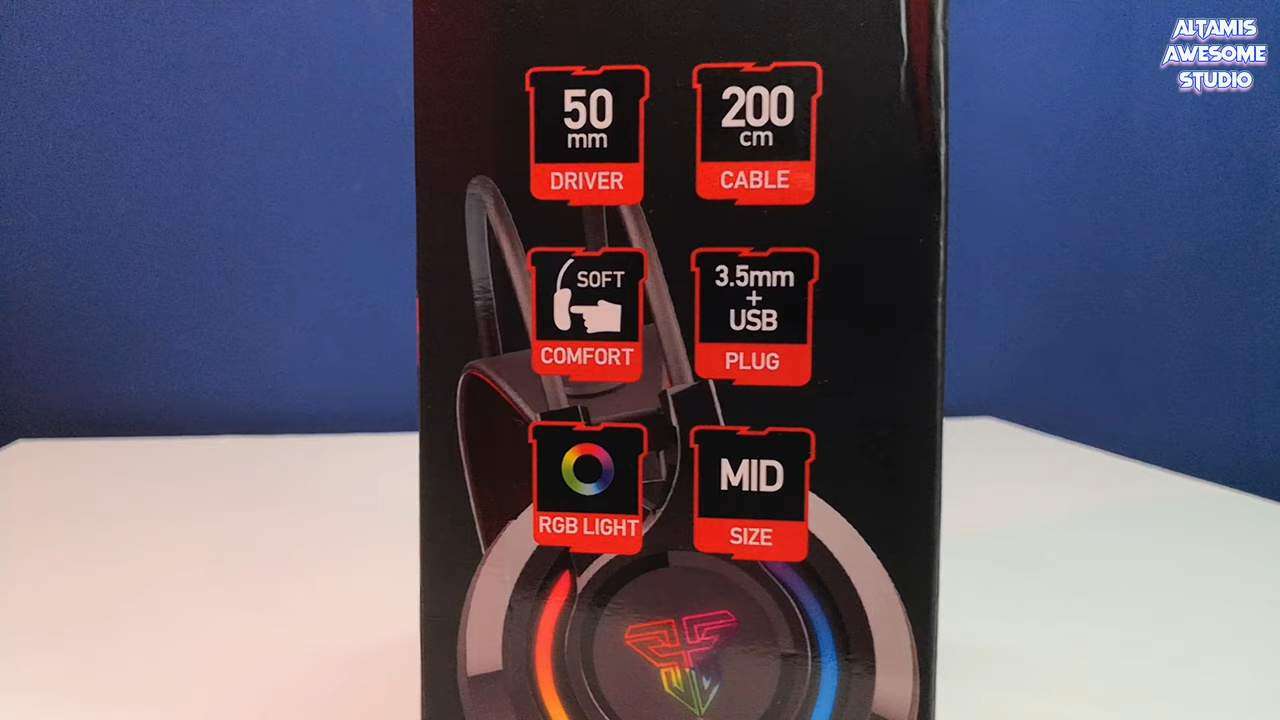 ALTAMIS
AWESOME
STUDIO
50
mm
DRIVER
200
cm
CABLE
SOFT
COMFORT
3.5mm
+
USB
PLUG
RGB LIGHT
MID
SIZE